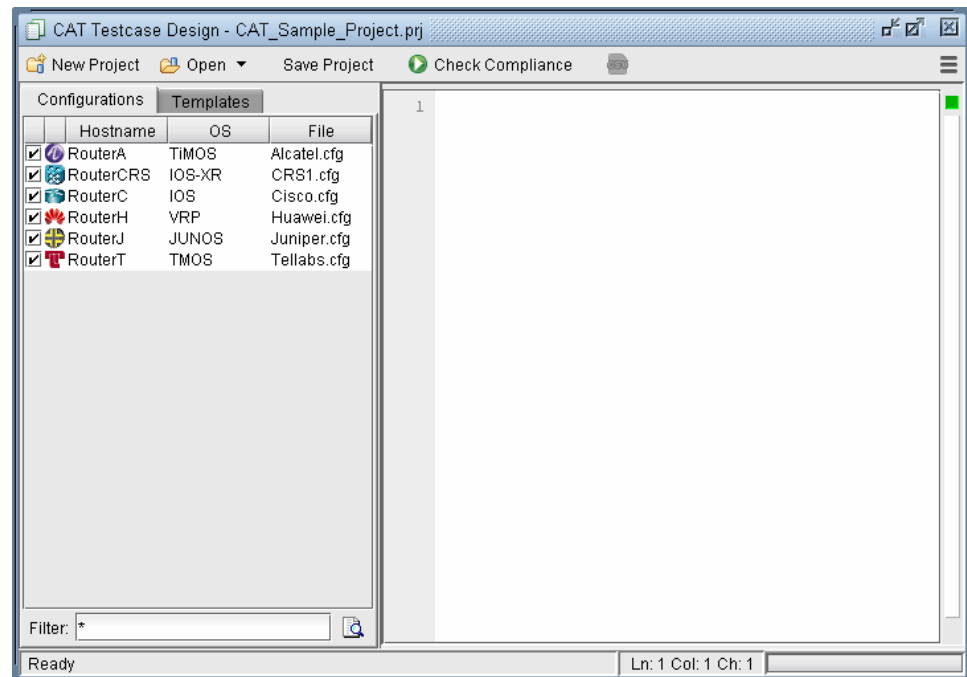 CAT Testcase Design - CAT_Sample_Project.prj
New Project Open Save Project Check Compliance
Configurations Templates
1
Hostname OS File
RouterA TiMOS Alcatel.cfg
RouterCRS IOS-XR CRS1.cfg
RouterC IOS Cisco.cfg
RouterH VRP Huawei.cfg
RouterJ JUNOS Juniper.cfg
RouterT TMOS Tellabs.cfg
Filter: *
Ready Ln: 1 Col: 1 Ch: 1